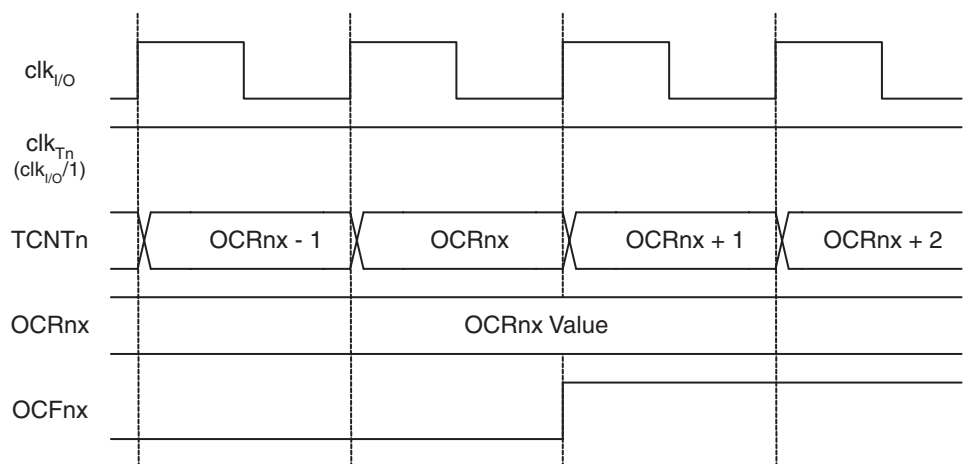 clkI/O
clkTn
(clkI/O/1)
TCNTn OCRnx - 1 OCRnx OCRnx + 1 OCRnx + 2
OCRnx OCRnx Value
OCFnx